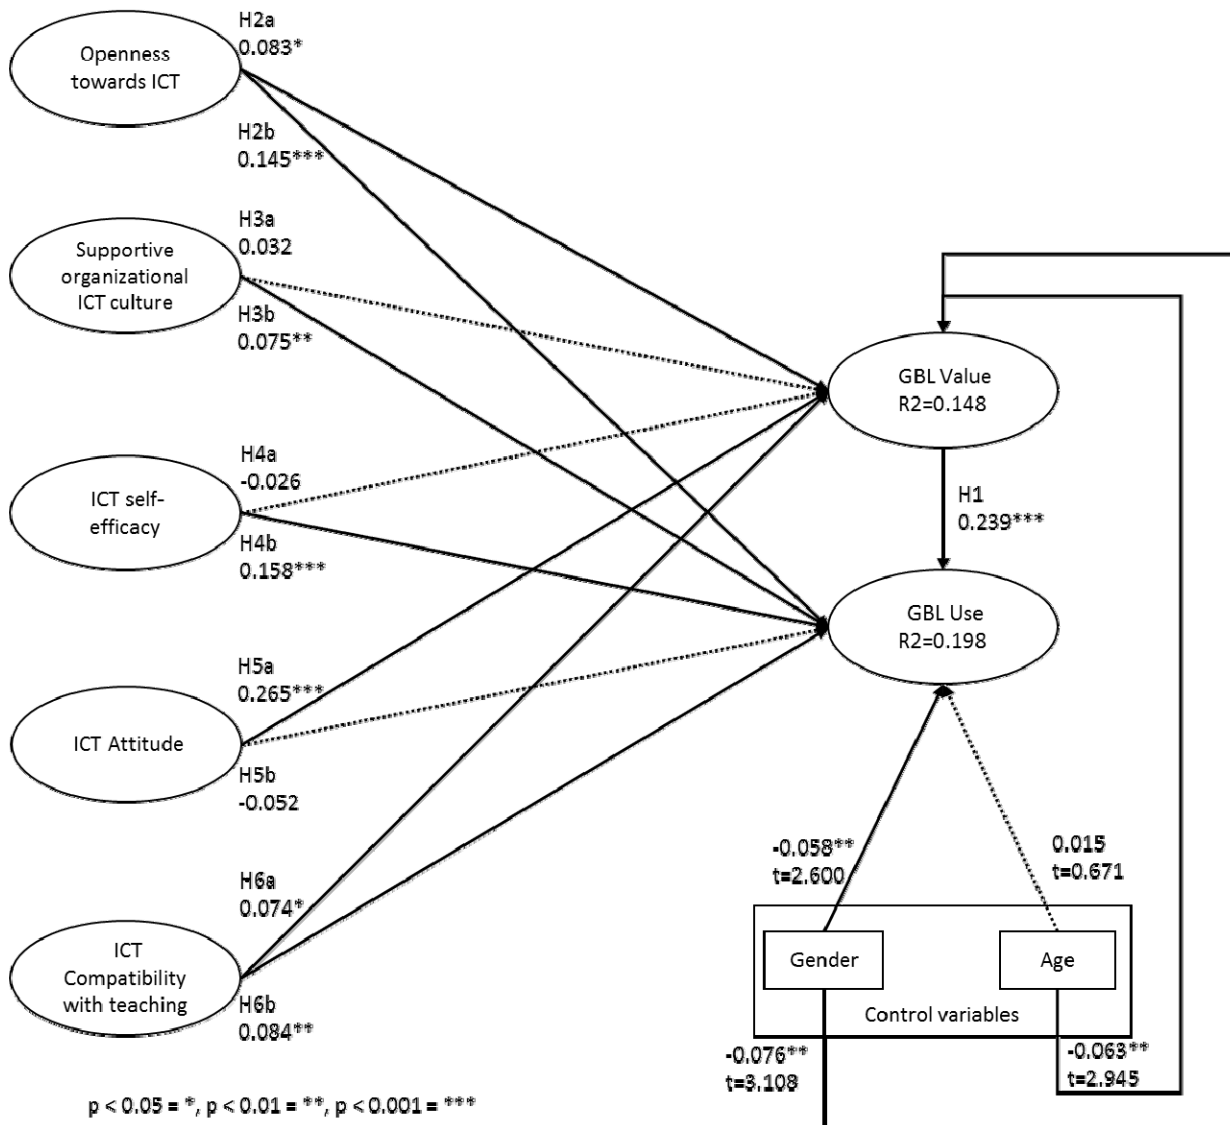 H2a
0.083*
Openness
towards ICT
H2b
0.145***
H3a
0.032
Supportive
organizational
ICT culture
H3b
0.075**
GBL Value
R2=0.148
H4a
-0.026
ICT self-
efficacy
H4b
0.158***
H1
0.239***
GBL Use
R2=0.198
H5a
0.265***
ICT Attitude
H5b
-0.052
-0.058**
t=2.600
0.015
t=0.671
H6a
0.074*
ICT
Compatibility
with teaching
H6b
0.084**
Gender
Age
Control variables
-0.076**
t=3.108
-0.063**
t=2.945
p < 0.05 = *, p < 0.01 = **, p < 0.001 = ***